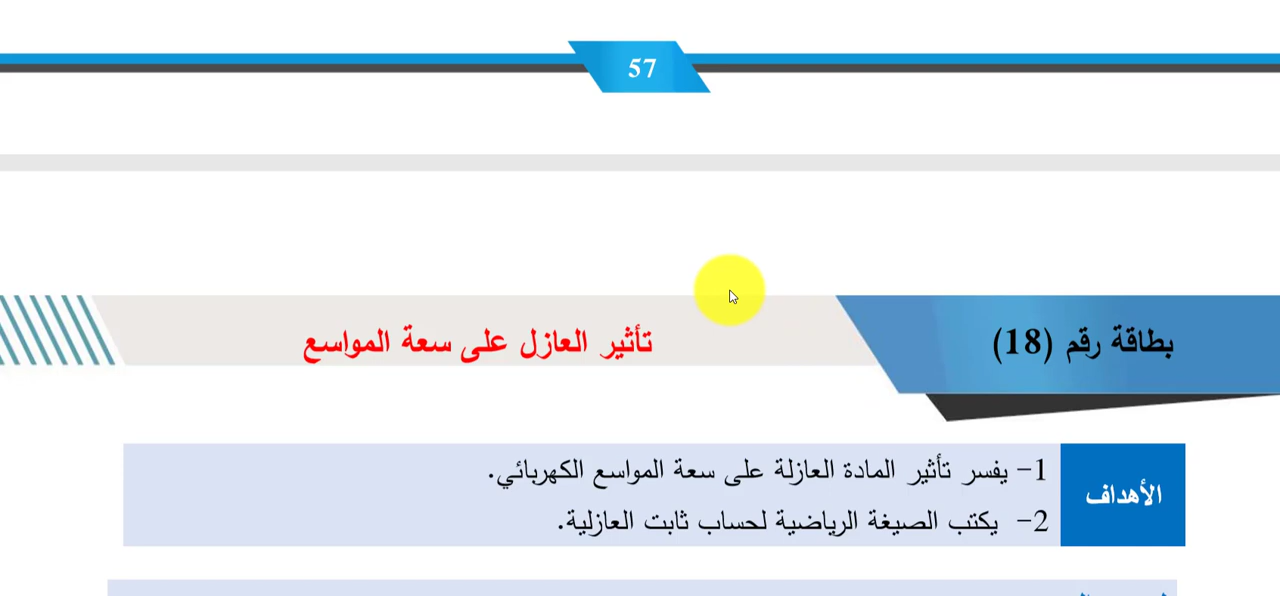 57
بطاقة رقم (18)
تأثير العازل على سعة المواسع
الأهداف
1- يفسر تأثير المادة العازلة على سعة المواسع الكهربائي.
2- يكتب الصيغة الرياضية لحساب ثابت العازلية.